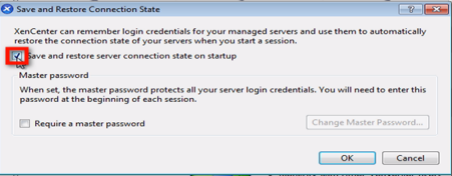 Save and Restore Connection State
XenCenter can remember login credentials for your managed servers and use them to automatically
restore the connection state of your servers when you start a session.
Save and restore server connection state on startup
Master password
When set, the master password protects all your server login credentials. You will need to enter this
password at the beginning of each session.
Require a master password
Change Master Password...
OK
Cancel